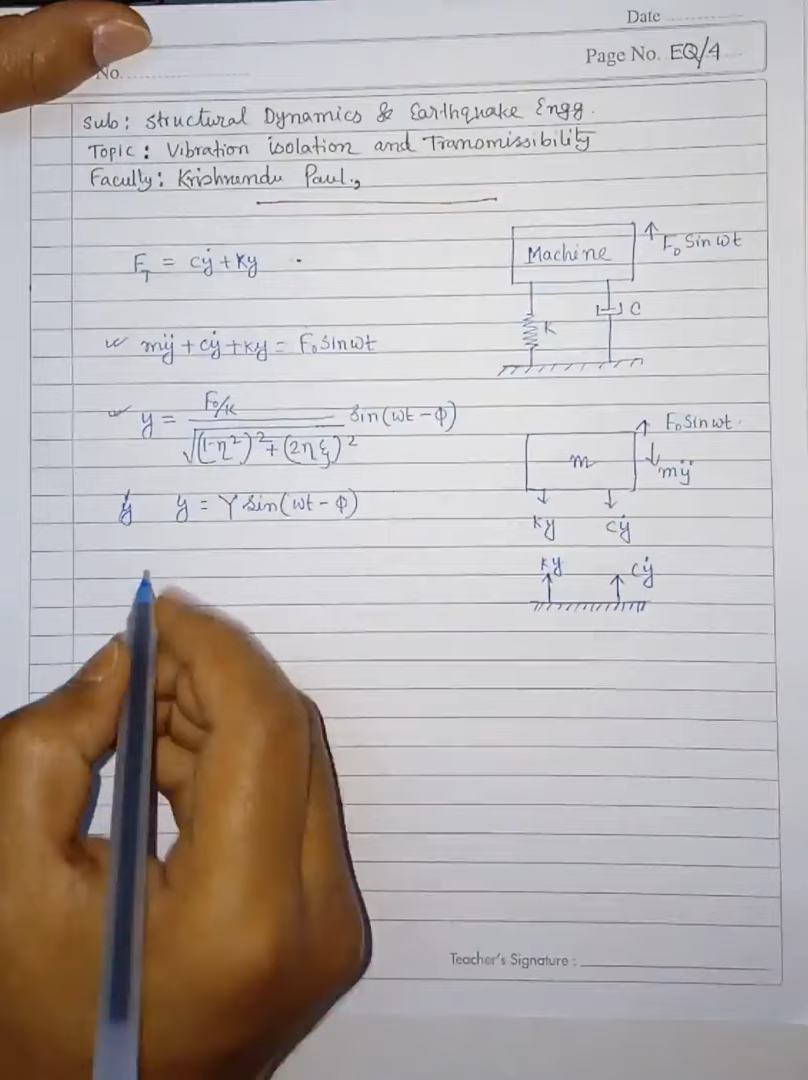 Date
No.
Page No. EQ/4
Sub: Structural Dynamics & Earthquake Engg.
Topic: Vibration isolation and Transmissibility
Faculty: Krishnendu Paul.,
F_T = cẏ + Ky
mÿ + cẏ + ky = F₀ sin ωt
y = (F₀/K) / √((1-η²)² + (2ηξ)²) sin(ωt - φ)
ẏ y = Y sin(ωt - φ)
Machine
F₀ sin ωt
K
C
F₀ sin ωt.
m
mÿ
Ky
cẏ
Ky
cẏ
Teacher's Signature :